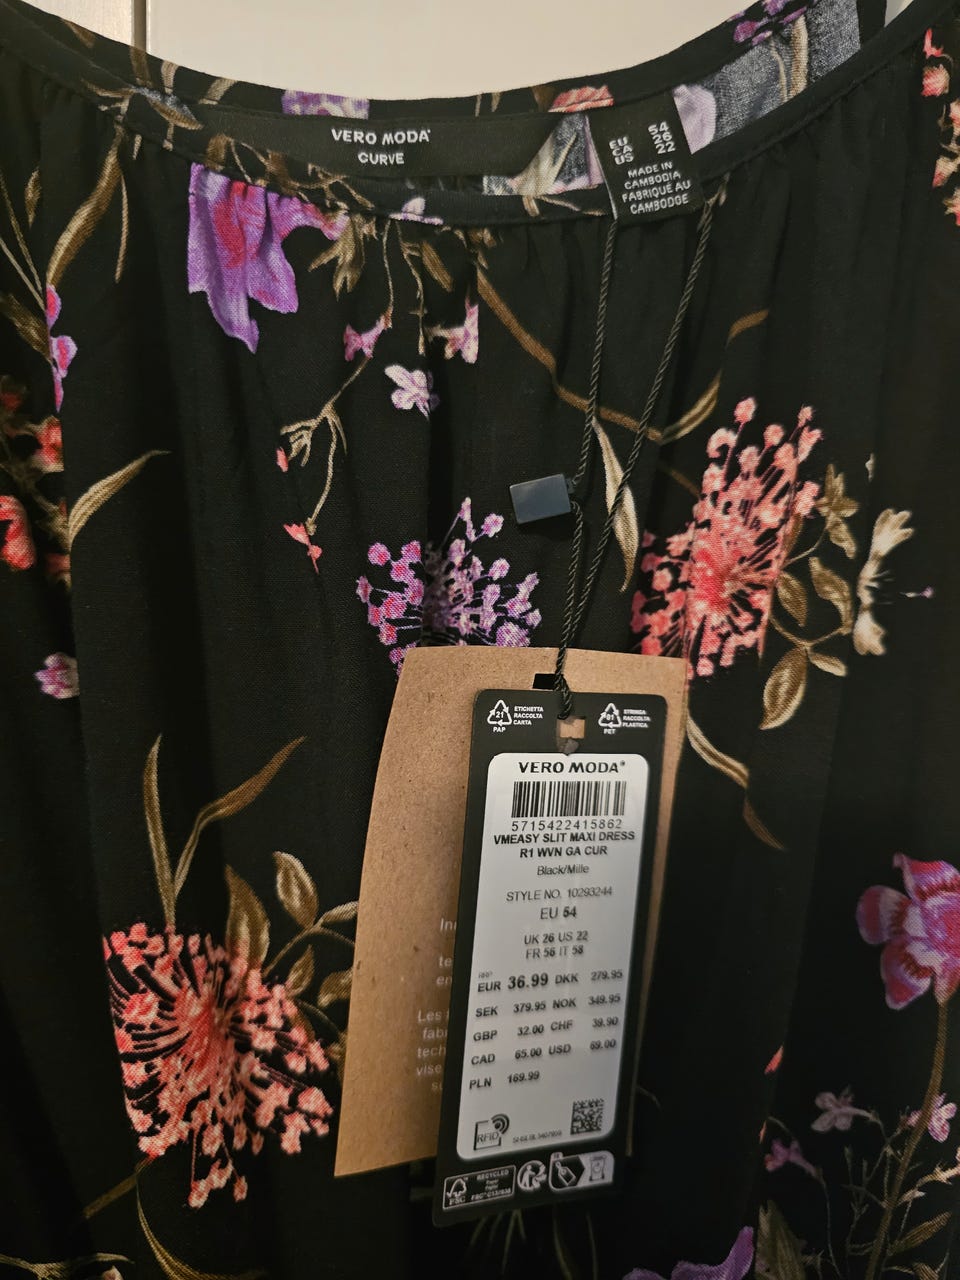 VERO MODA
CURVE
EU 54
CA 26
US 22
MADE IN
CAMBODIA
FABRIQUÉ AU
CAMBODGE
21
PAP
ETICHETTA
RACCOLTA
CARTA
81
PET
STRINGA
RACCOLTA
PLASTICA
VERO MODA®
5715422415862
VMEASY SLIT MAXI DRESS
R1 WVN GA CUR
Black/Mille
STYLE NO. 10293244
EU 54
UK 26 US 22
FR 56 IT 58
RRP
EUR 36.99 DKK 279.95
SEK 379.95 NOK 349.95
GBP 32.00 CHF 39.90
CAD 65.00 USD 69.00
PLN 169.99
RFID
FSC
RECYCLED
Les